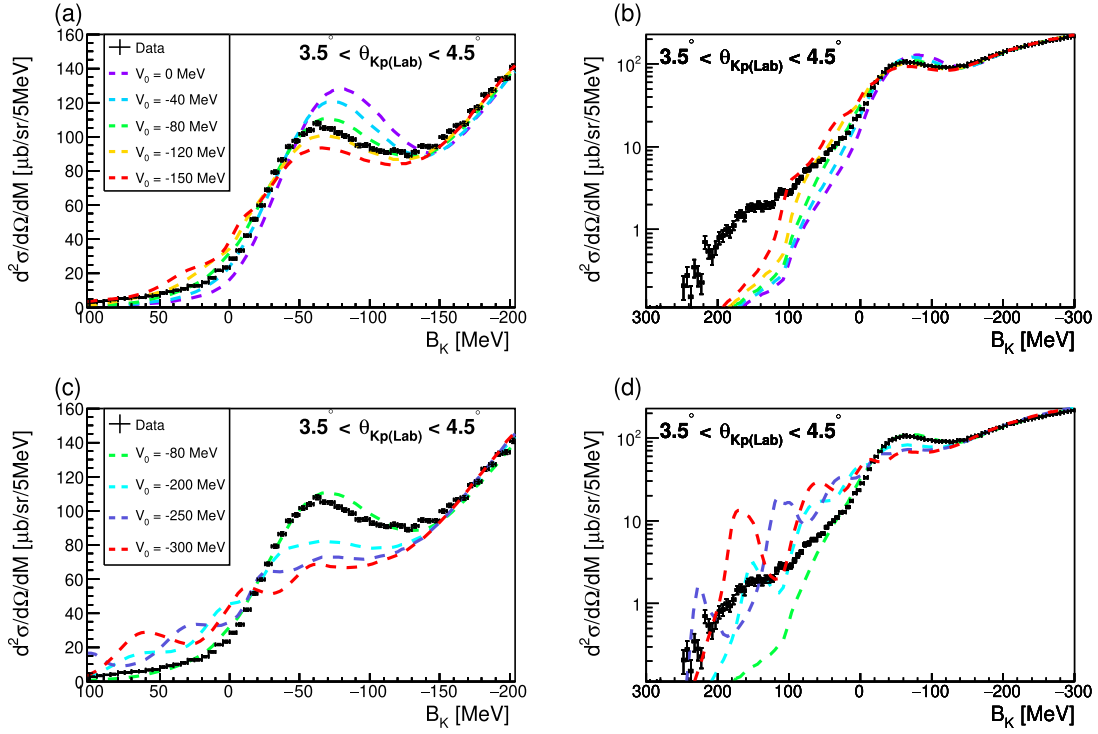 (a)
3.5° < θKp(Lab) < 4.5°
Data
V0 = 0 MeV
V0 = -40 MeV
V0 = -80 MeV
V0 = -120 MeV
V0 = -150 MeV
d²σ/dΩ/dM [μb/sr/5MeV]
160
140
120
100
80
60
40
20
0
100 50 0 −50 −100 −150 −200
BK [MeV]
(b)
3.5° < θKp(Lab) < 4.5°
d²σ/dΩ/dM [μb/sr/5MeV]
10²
10
1
300 200 100 0 −100 −200 −300
BK [MeV]
(c)
3.5° < θKp(Lab) < 4.5°
Data
V0 = -80 MeV
V0 = -200 MeV
V0 = -250 MeV
V0 = -300 MeV
d²σ/dΩ/dM [μb/sr/5MeV]
160
140
120
100
80
60
40
20
0
100 50 0 −50 −100 −150 −200
BK [MeV]
(d)
3.5° < θKp(Lab) < 4.5°
d²σ/dΩ/dM [μb/sr/5MeV]
10²
10
1
300 200 100 0 −100 −200 −300
BK [MeV]